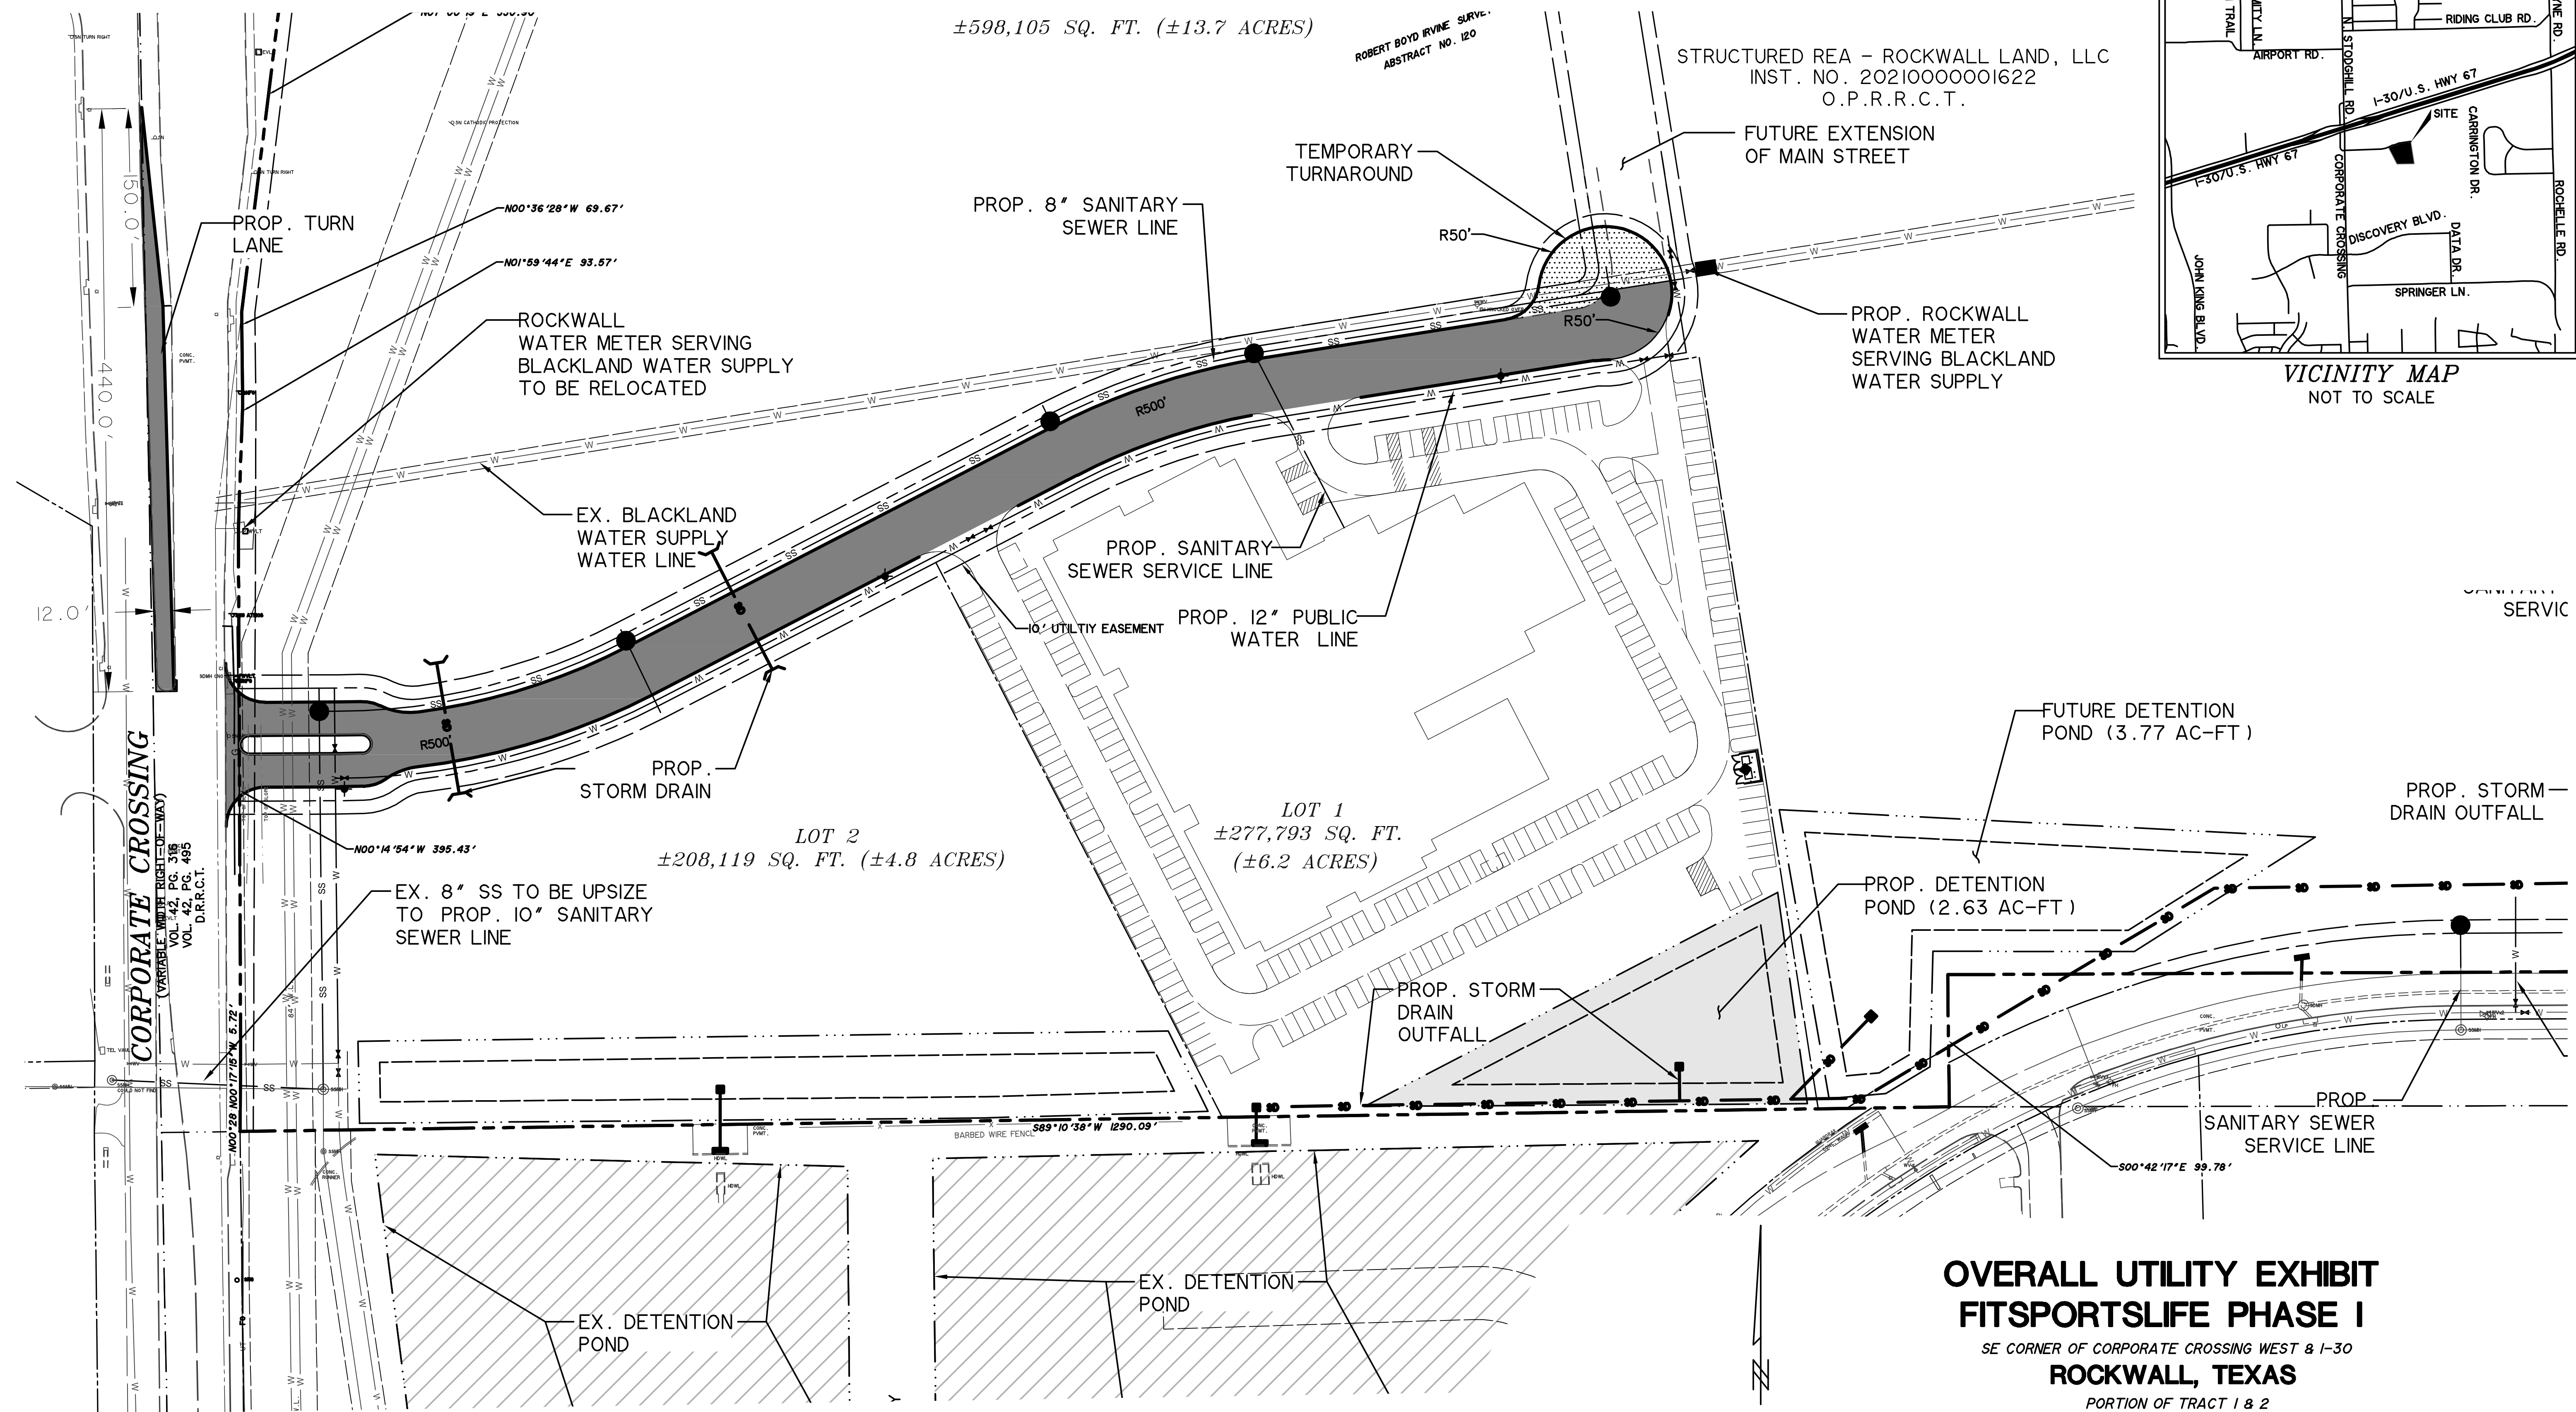 ±598,105 SQ. FT. (±13.7 ACRES)
ROBERT BOYD IRVINE SURVEY
ABSTRACT NO. 120
STRUCTURED REA - ROCKWALL LAND, LLC
INST. NO. 20210000001622
O.P.R.R.C.T.
FUTURE EXTENSION
OF MAIN STREET
TEMPORARY
TURNAROUND
PROP. 8" SANITARY
SEWER LINE
R50'
R50'
PROP. ROCKWALL
WATER METER
SERVING BLACKLAND
WATER SUPPLY
TRAIL
AIRPORT RD.
N. STODGHILL RD.
RIDING CLUB RD.
I-30/U.S. HWY 67
I-30/U.S. HWY 67
SITE
CARRINGTON DR.
ROCHELLE RD.
CORPORATE CROSSING
DISCOVERY BLVD.
DATA DR.
SPRINGER LN.
JOHN KING BLVD.
VICINITY MAP
NOT TO SCALE
150.0'
440.0'
12.0'
PROP. TURN
LANE
N00°36'28"W 69.67'
N01°59'44"E 93.57'
ROCKWALL
WATER METER SERVING
BLACKLAND WATER SUPPLY
TO BE RELOCATED
EX. BLACKLAND
WATER SUPPLY
WATER LINE
R500'
R500'
PROP. SANITARY
SEWER SERVICE LINE
PROP. 12" PUBLIC
WATER LINE
10' UTILTIY EASEMENT
PROP.
STORM DRAIN
LOT 2
±208,119 SQ. FT. (±4.8 ACRES)
LOT 1
±277,793 SQ. FT.
(±6.2 ACRES)
N00°14'54"W 395.43'
EX. 8" SS TO BE UPSIZE
TO PROP. 10" SANITARY
SEWER LINE
CORPORATE CROSSING
(VARIABLE WIDTH RIGHT-OF-WAY)
VOL. 42, PG. 316
VOL. 42, PG. 495
D.R.R.C.T.
N00°17'15"W 5.72'
FUTURE DETENTION
POND (3.77 AC-FT)
PROP. DETENTION
POND (2.63 AC-FT)
PROP. STORM
DRAIN OUTFALL
PROP. STORM
DRAIN
OUTFALL
BARBED WIRE FENCE
S89°10'38"W 1290.09'
PROP
SANITARY SEWER
SERVICE LINE
S00°42'17"E 99.78'
EX. DETENTION
POND
EX. DETENTION
POND
OVERALL UTILITY EXHIBIT
FITSPORTSLIFE PHASE I
SE CORNER OF CORPORATE CROSSING WEST & I-30
ROCKWALL, TEXAS
PORTION OF TRACT 1 & 2